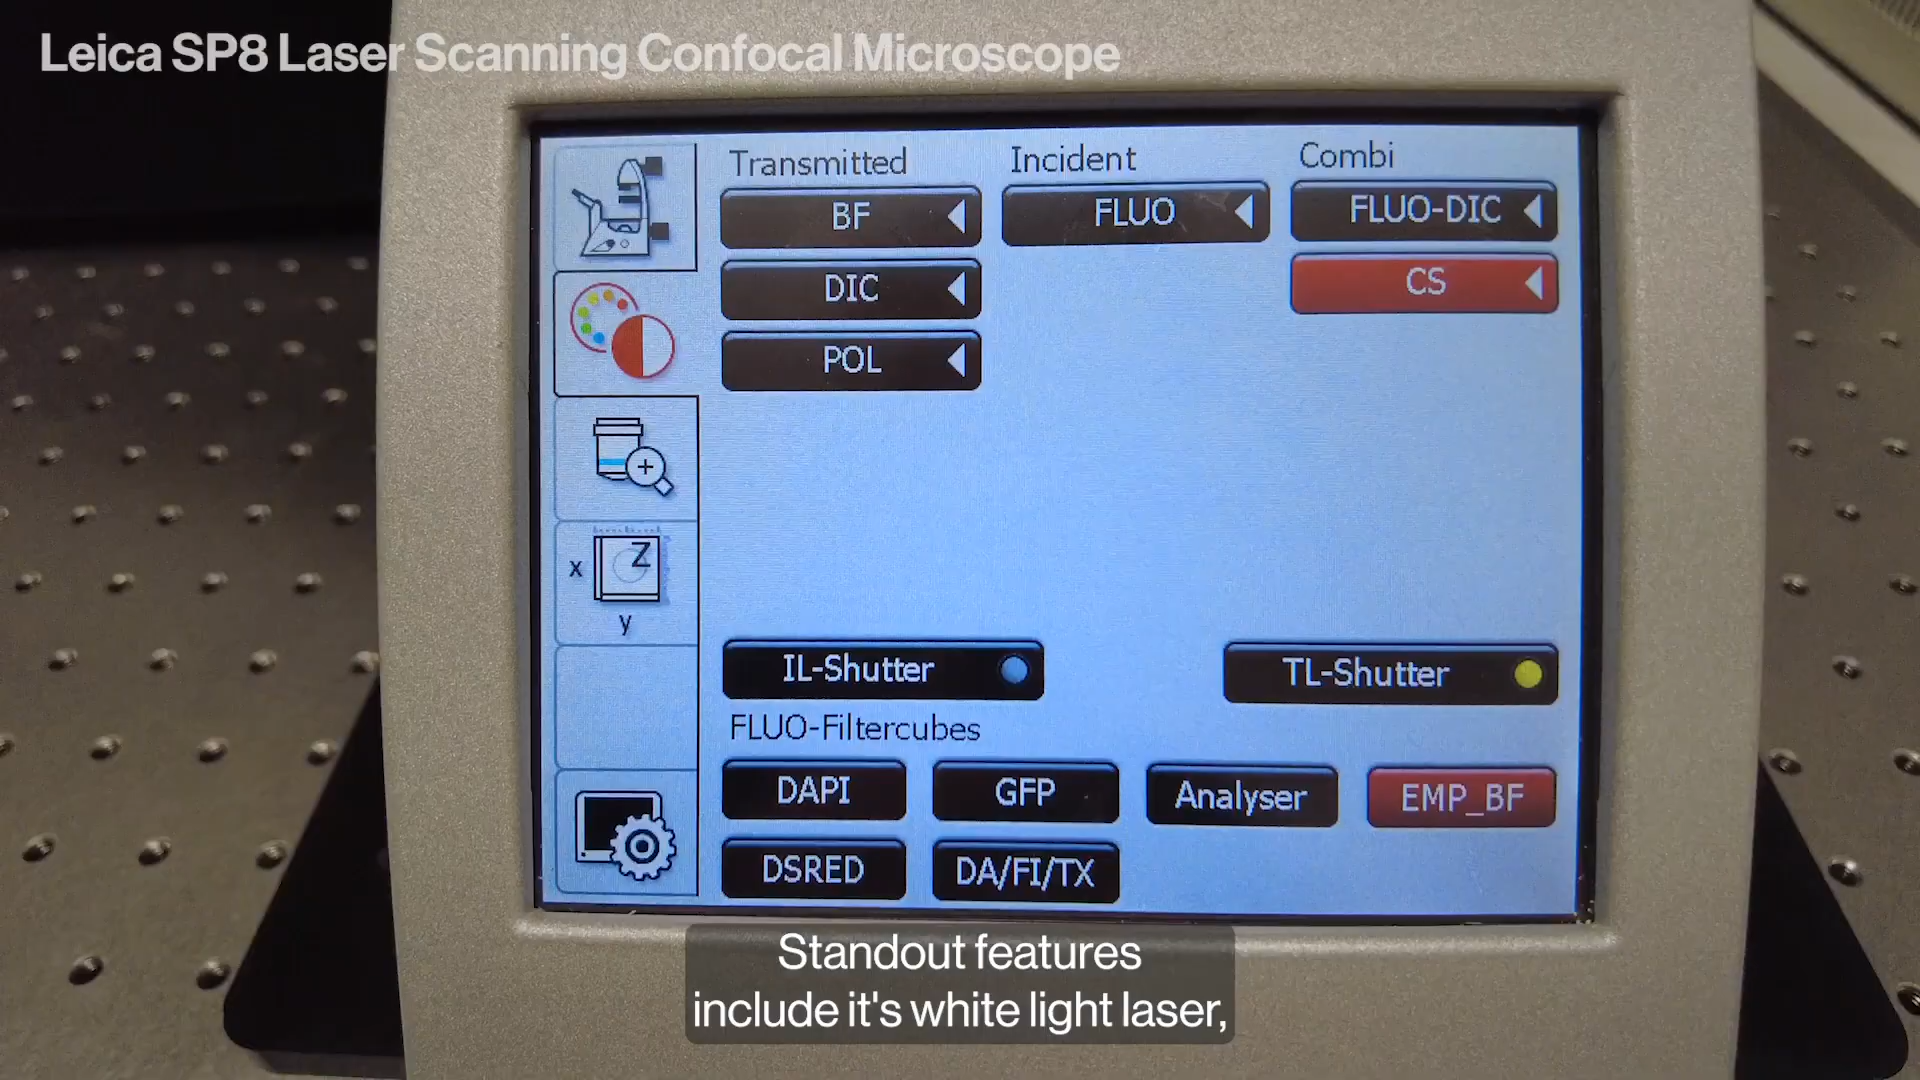 Leica SP8 Laser Scanning Confocal Microscope
Transmitted
Incident
Combi
BF
FLUO
FLUO-DIC
DIC
CS
POL
Z
x
y
IL-Shutter
TL-Shutter
FLUO-Filtercubes
DAPI
GFP
Analyser
EMP_BF
DSRED
DA/FI/TX
Standout features
include it's white light laser,